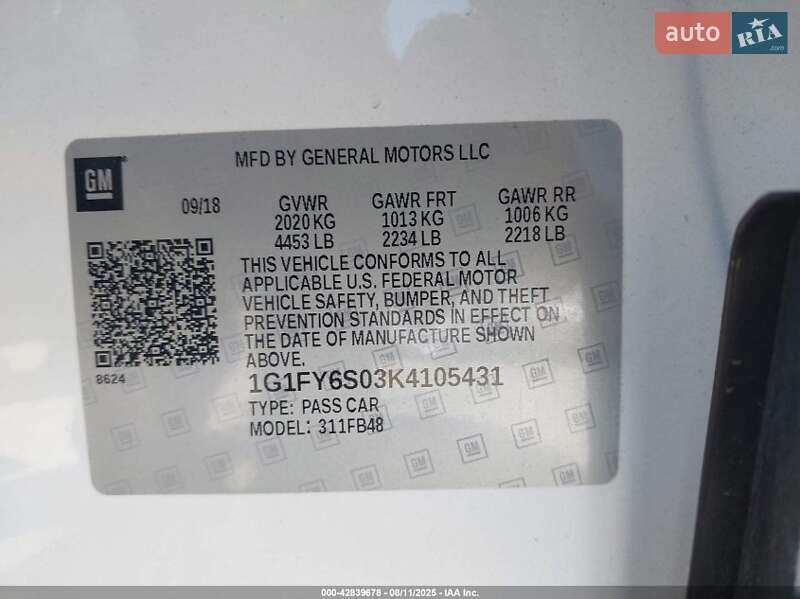 auto RIA.com
GM
MFD BY GENERAL MOTORS LLC
09/18
GVWR
2020 KG
4453 LB
GAWR FRT
1013 KG
2234 LB
GAWR RR
1006 KG
2218 LB
THIS VEHICLE CONFORMS TO ALL
APPLICABLE U.S. FEDERAL MOTOR
VEHICLE SAFETY, BUMPER, AND THEFT
PREVENTION STANDARDS IN EFFECT ON
THE DATE OF MANUFACTURE SHOWN
ABOVE.
8624
1G1FY6S03K4105431
TYPE: PASS CAR
MODEL: 311FB48
000-42839678 - 08/11/2025 - IAA Inc.